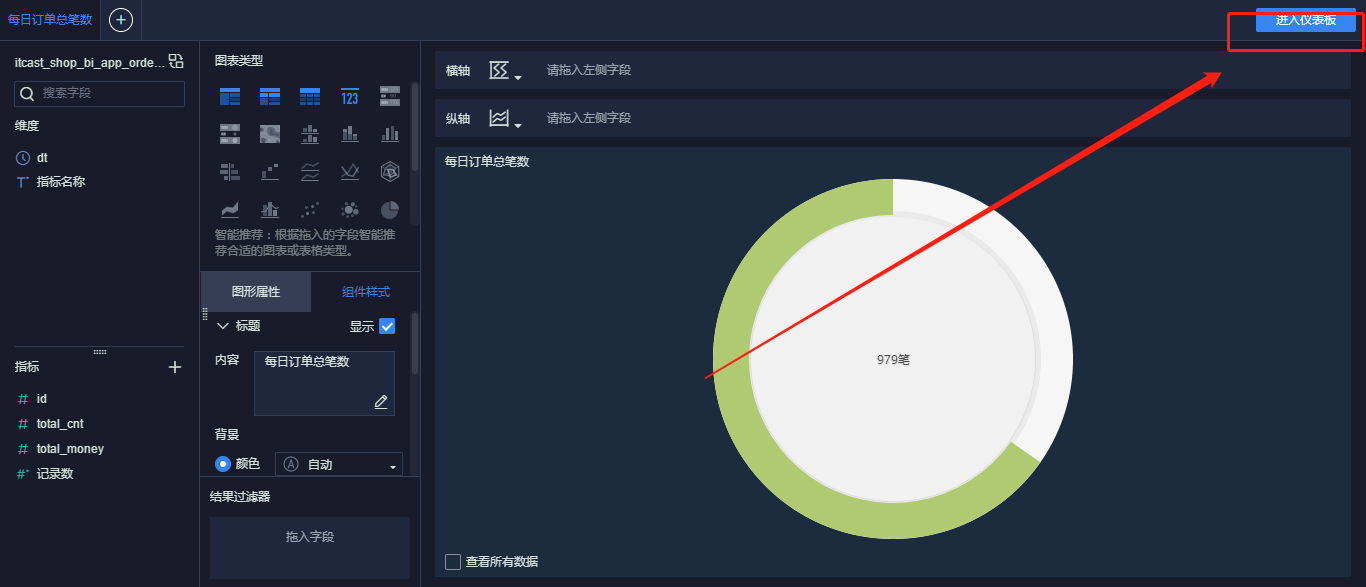 每日订单总笔数
进入仪表板
itcast_shop_bi_app_orde...
搜索字段
维度
dt
T 指标名称
指标
# id
# total_cnt
# total_money
#* 记录数
图表类型
123
智能推荐：根据拖入的字段智能推
荐合适的图表或表格类型。
图形属性
组件样式
标题
显示
内容
每日订单总笔数
背景
颜色
A 自动
结果过滤器
拖入字段
横轴
请拖入左侧字段
纵轴
请拖入左侧字段
每日订单总笔数
979笔
查看所有数据